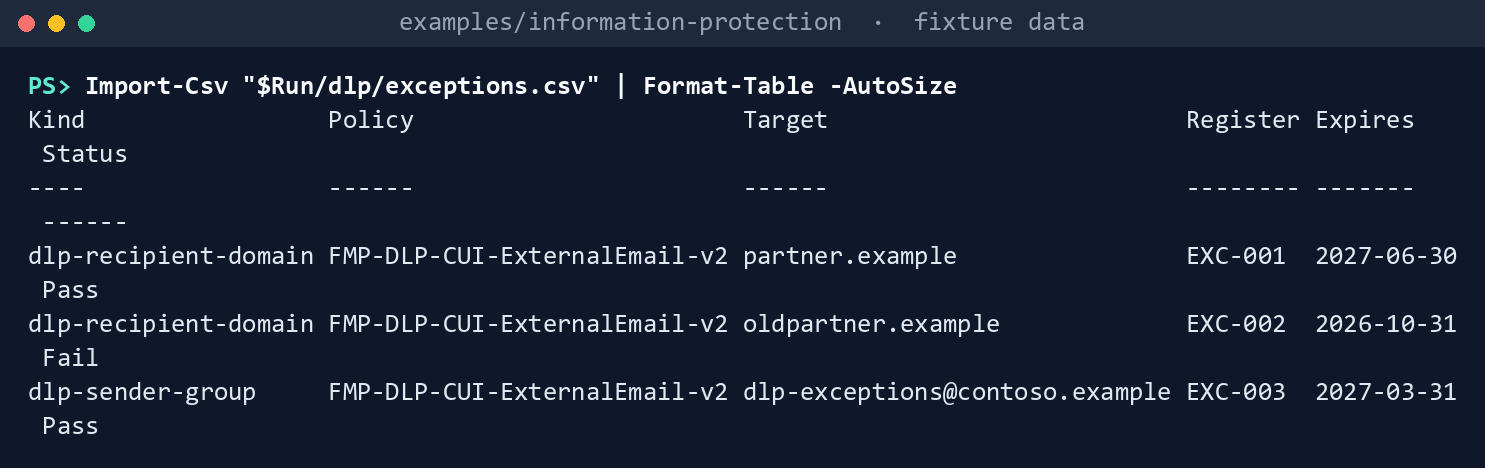 examples/information-protection · fixture data
PS> Import-Csv "$Run/dlp/exceptions.csv" | Format-Table -AutoSize
Kind                 Policy                       Target                         Register Expires
 Status
----                 ------                       ------                         -------- -------
 ------
dlp-recipient-domain FMP-DLP-CUI-ExternalEmail-v2 partner.example                EXC-001  2027-06-30
 Pass
dlp-recipient-domain FMP-DLP-CUI-ExternalEmail-v2 oldpartner.example             EXC-002  2026-10-31
 Fail
dlp-sender-group     FMP-DLP-CUI-ExternalEmail-v2 dlp-exceptions@contoso.example EXC-003  2027-03-31
 Pass